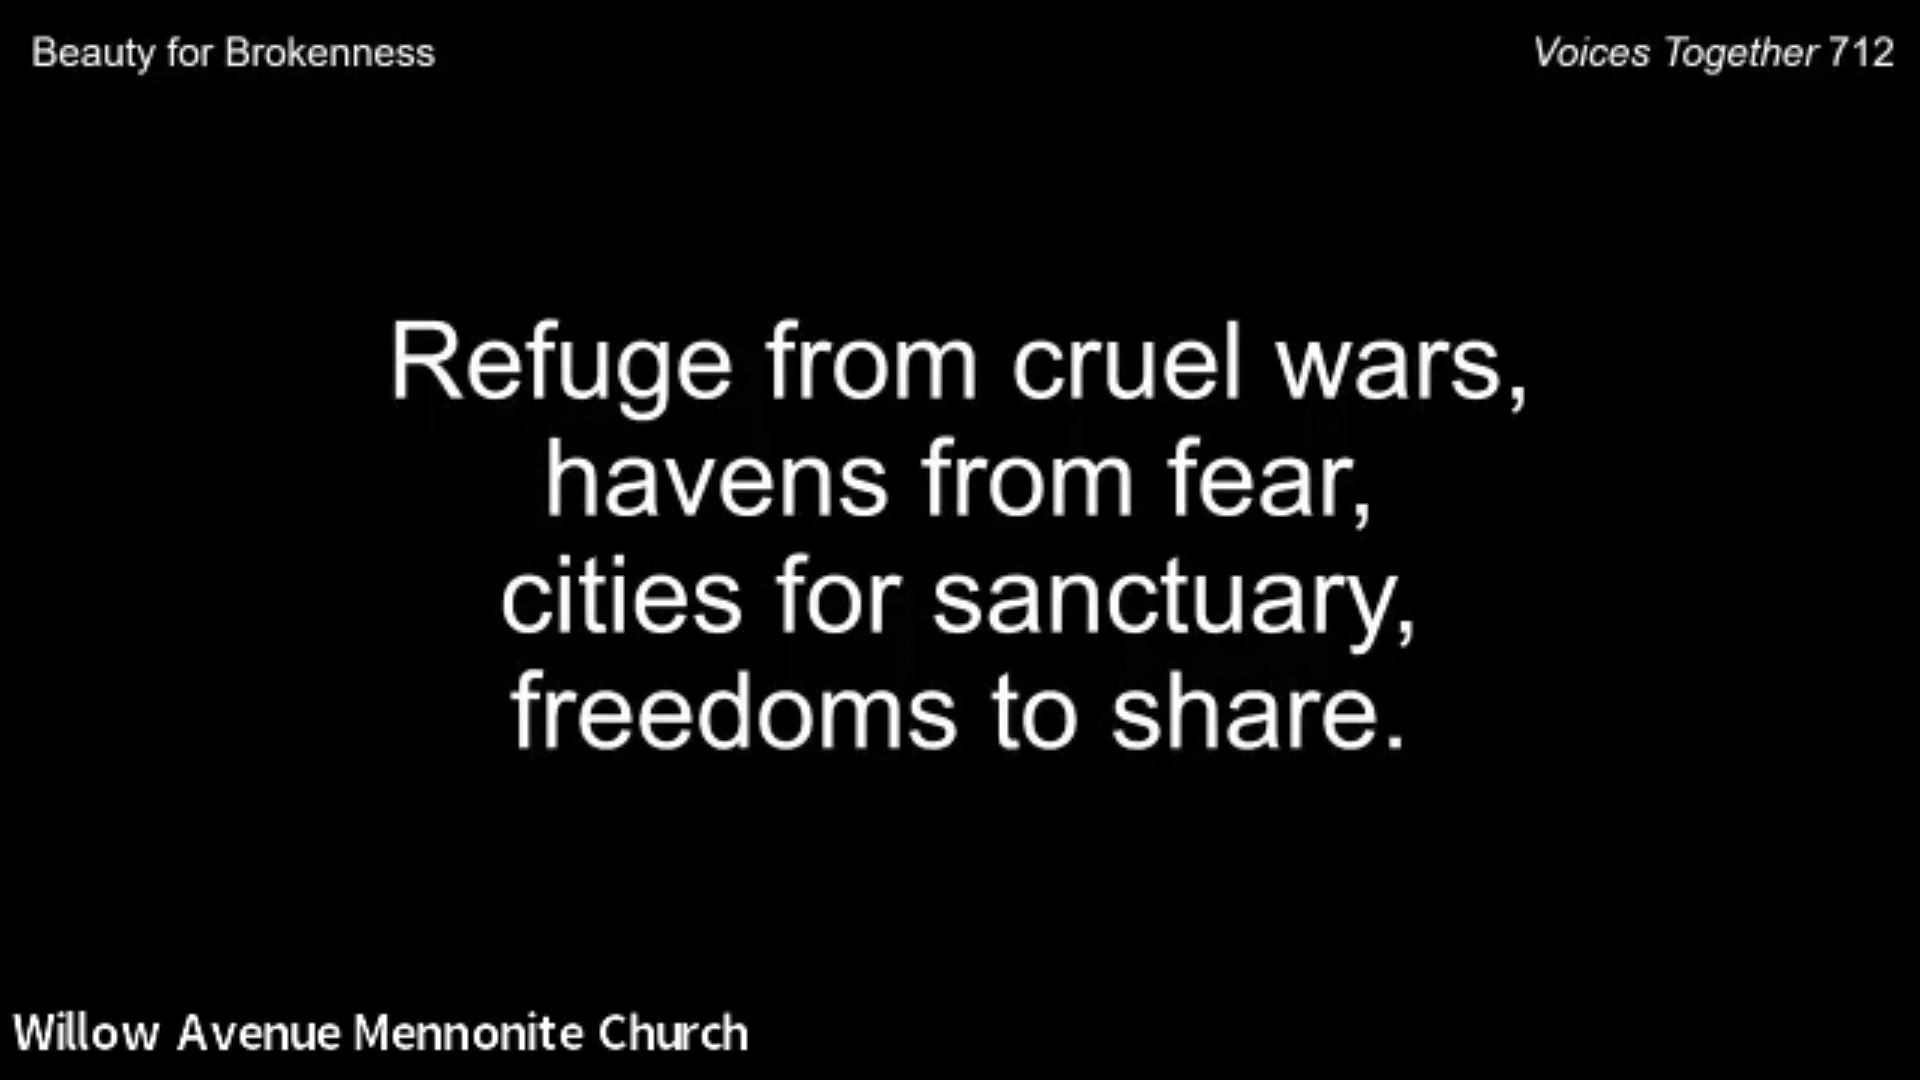 Beauty for Brokenness
Voices Together 712
Refuge from cruel wars,
havens from fear,
cities for sanctuary,
freedoms to share.
Willow Avenue Mennonite Church